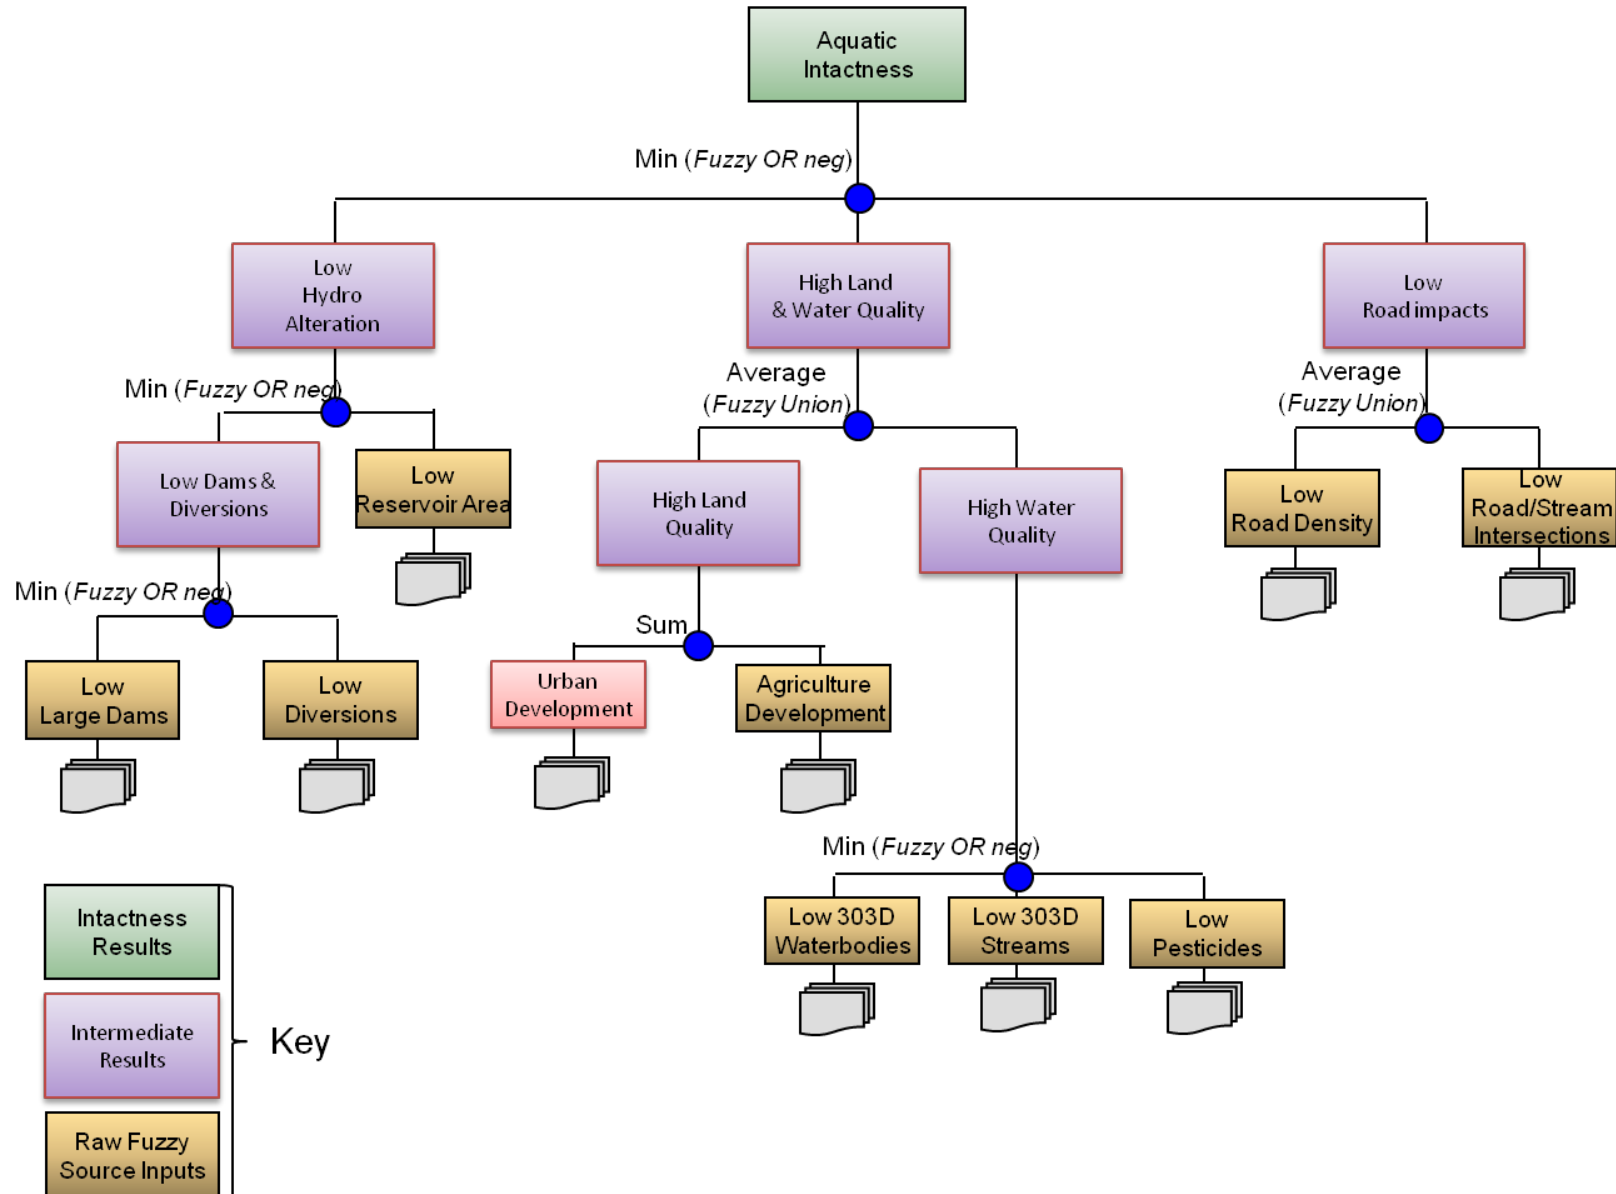 Aquatic
Intactness
Min (Fuzzy OR neg)
Low
Hydro
Alteration
High Land
& Water Quality
Low
Road impacts
Min (Fuzzy OR neg)
Average
(Fuzzy Union)
Average
(Fuzzy Union)
Low Dams &
Diversions
Low
Reservoir Area
High Land
Quality
High Water
Quality
Low
Road Density
Low
Road/Stream
Intersections
Min (Fuzzy OR neg)
Sum
Low
Large Dams
Low
Diversions
Urban
Development
Agriculture
Development
Min (Fuzzy OR neg)
Low 303D
Waterbodies
Low 303D
Streams
Low
Pesticides
Intactness
Results
Intermediate
Results
Key
Raw Fuzzy
Source Inputs